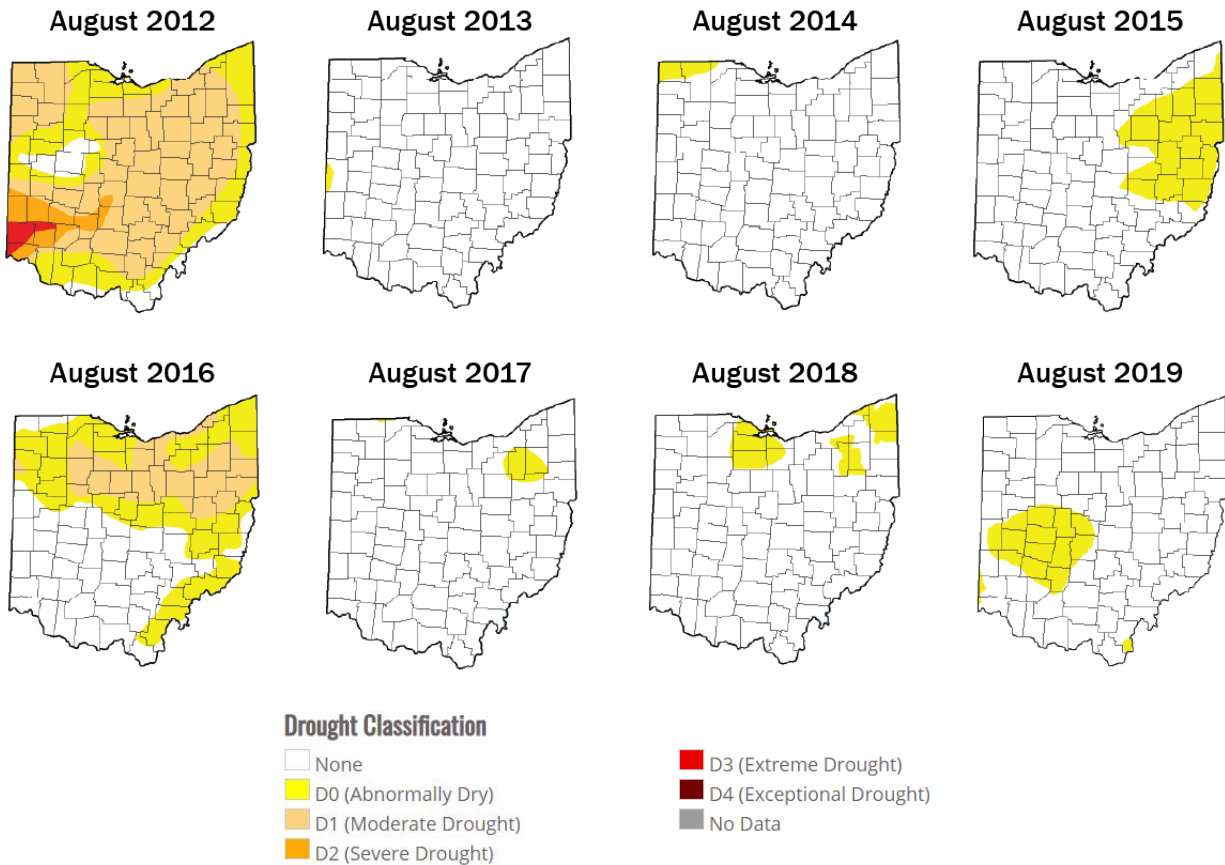 August 2012
August 2013
August 2014
August 2015
August 2016
August 2017
August 2018
August 2019
Drought Classification
None
D0 (Abnormally Dry)
D1 (Moderate Drought)
D2 (Severe Drought)
D3 (Extreme Drought)
D4 (Exceptional Drought)
No Data